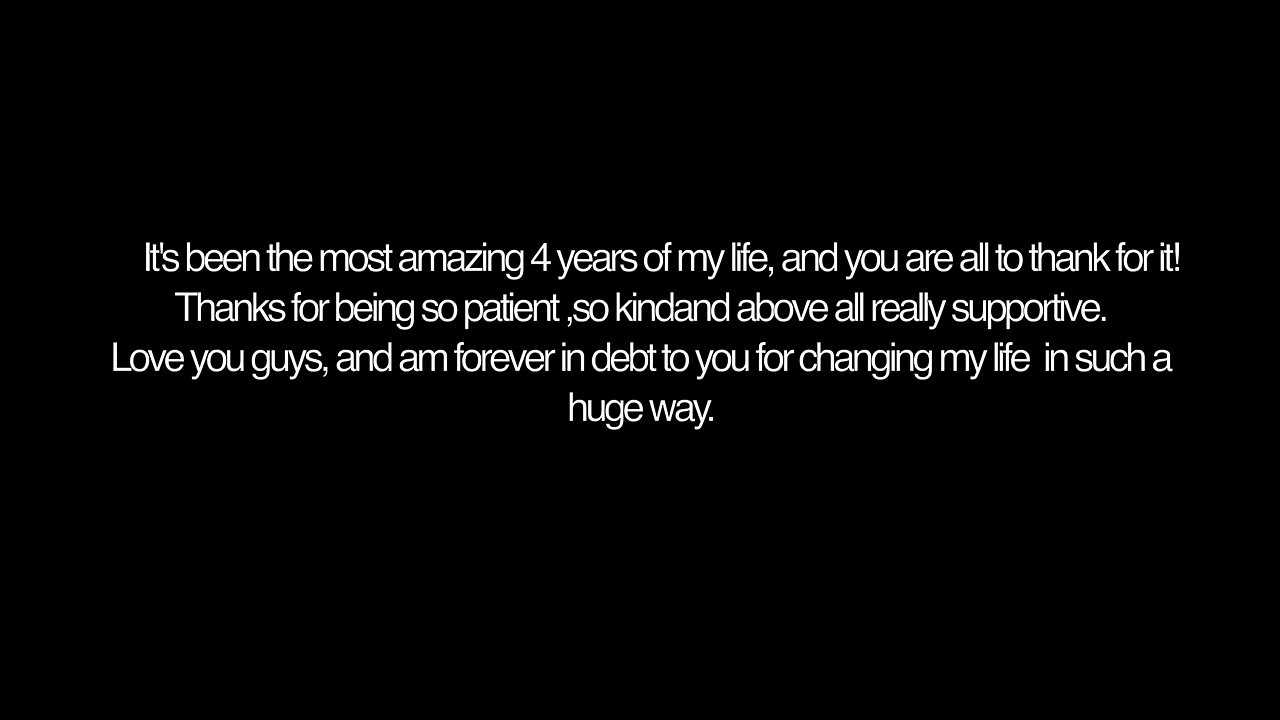 It's been the most amazing 4 years of my life, and you are all to thank for it!
Thanks for being so patient ,so kindand above all really supportive.
Love you guys, and am forever in debt to you for changing my life  in such a
huge way.